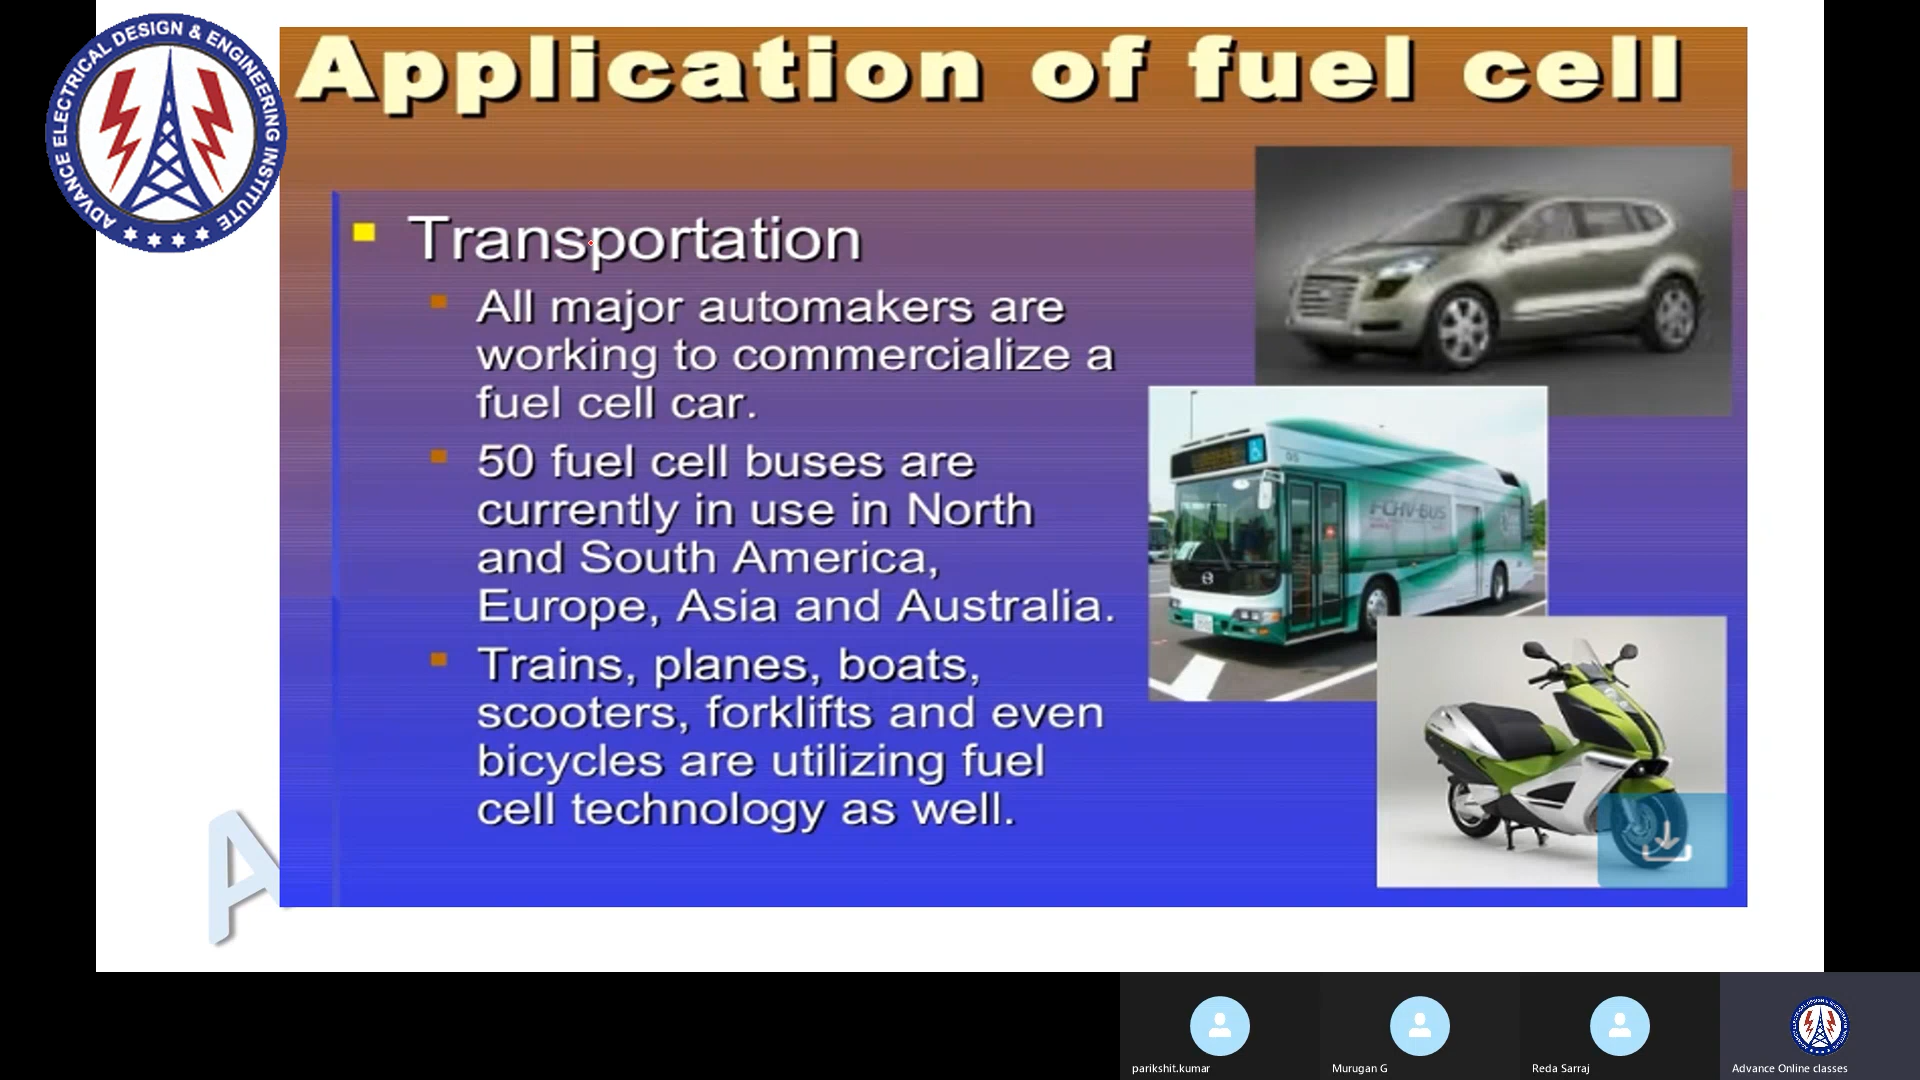 ADVANCE ELECTRICAL DESIGN & ENGINEERING INSTITUTE
Application of fuel cell
Transportation
All major automakers are
working to commercialize a
fuel cell car.
50 fuel cell buses are
currently in use in North
and South America,
Europe, Asia and Australia.
Trains, planes, boats,
scooters, forklifts and even
bicycles are utilizing fuel
cell technology as well.
FCHV-BUS
A
parikshit.kumar
Murugan G
Reda Sarraj
Advance Online classes